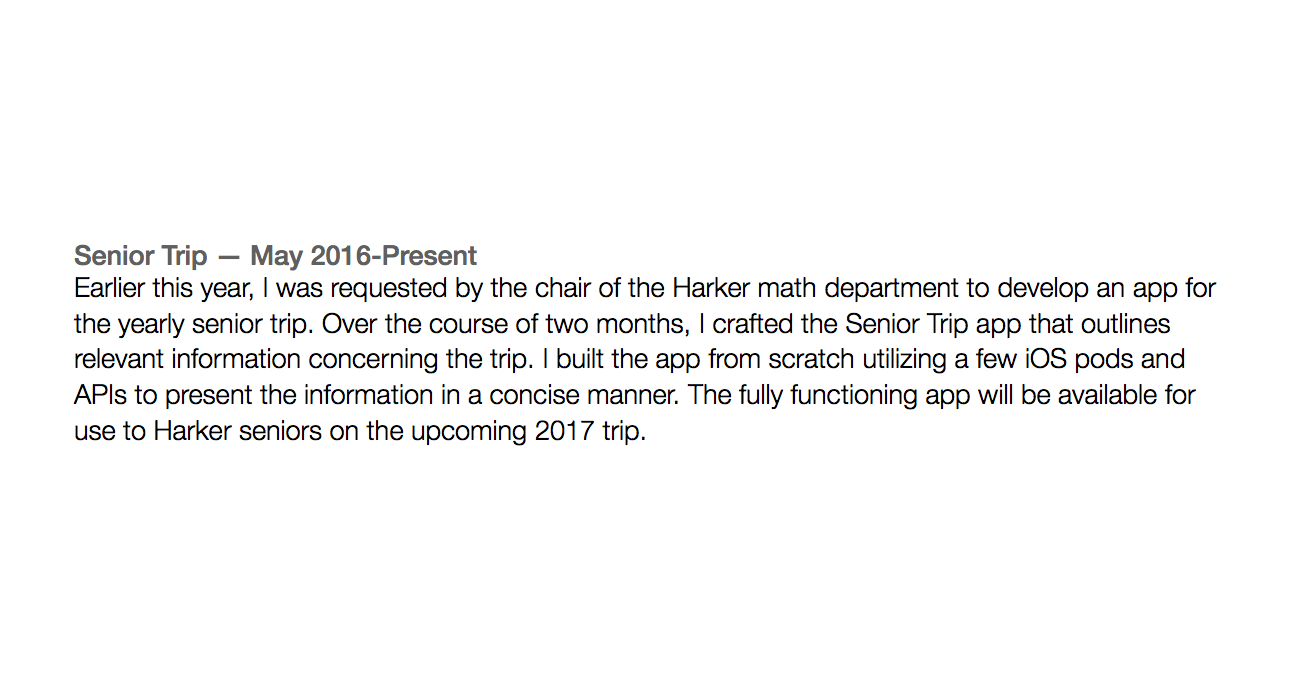 Senior Trip — May 2016-Present
Earlier this year, I was requested by the chair of the Harker math department to develop an app for
the yearly senior trip. Over the course of two months, I crafted the Senior Trip app that outlines
relevant information concerning the trip. I built the app from scratch utilizing a few iOS pods and
APIs to present the information in a concise manner. The fully functioning app will be available for
use to Harker seniors on the upcoming 2017 trip.